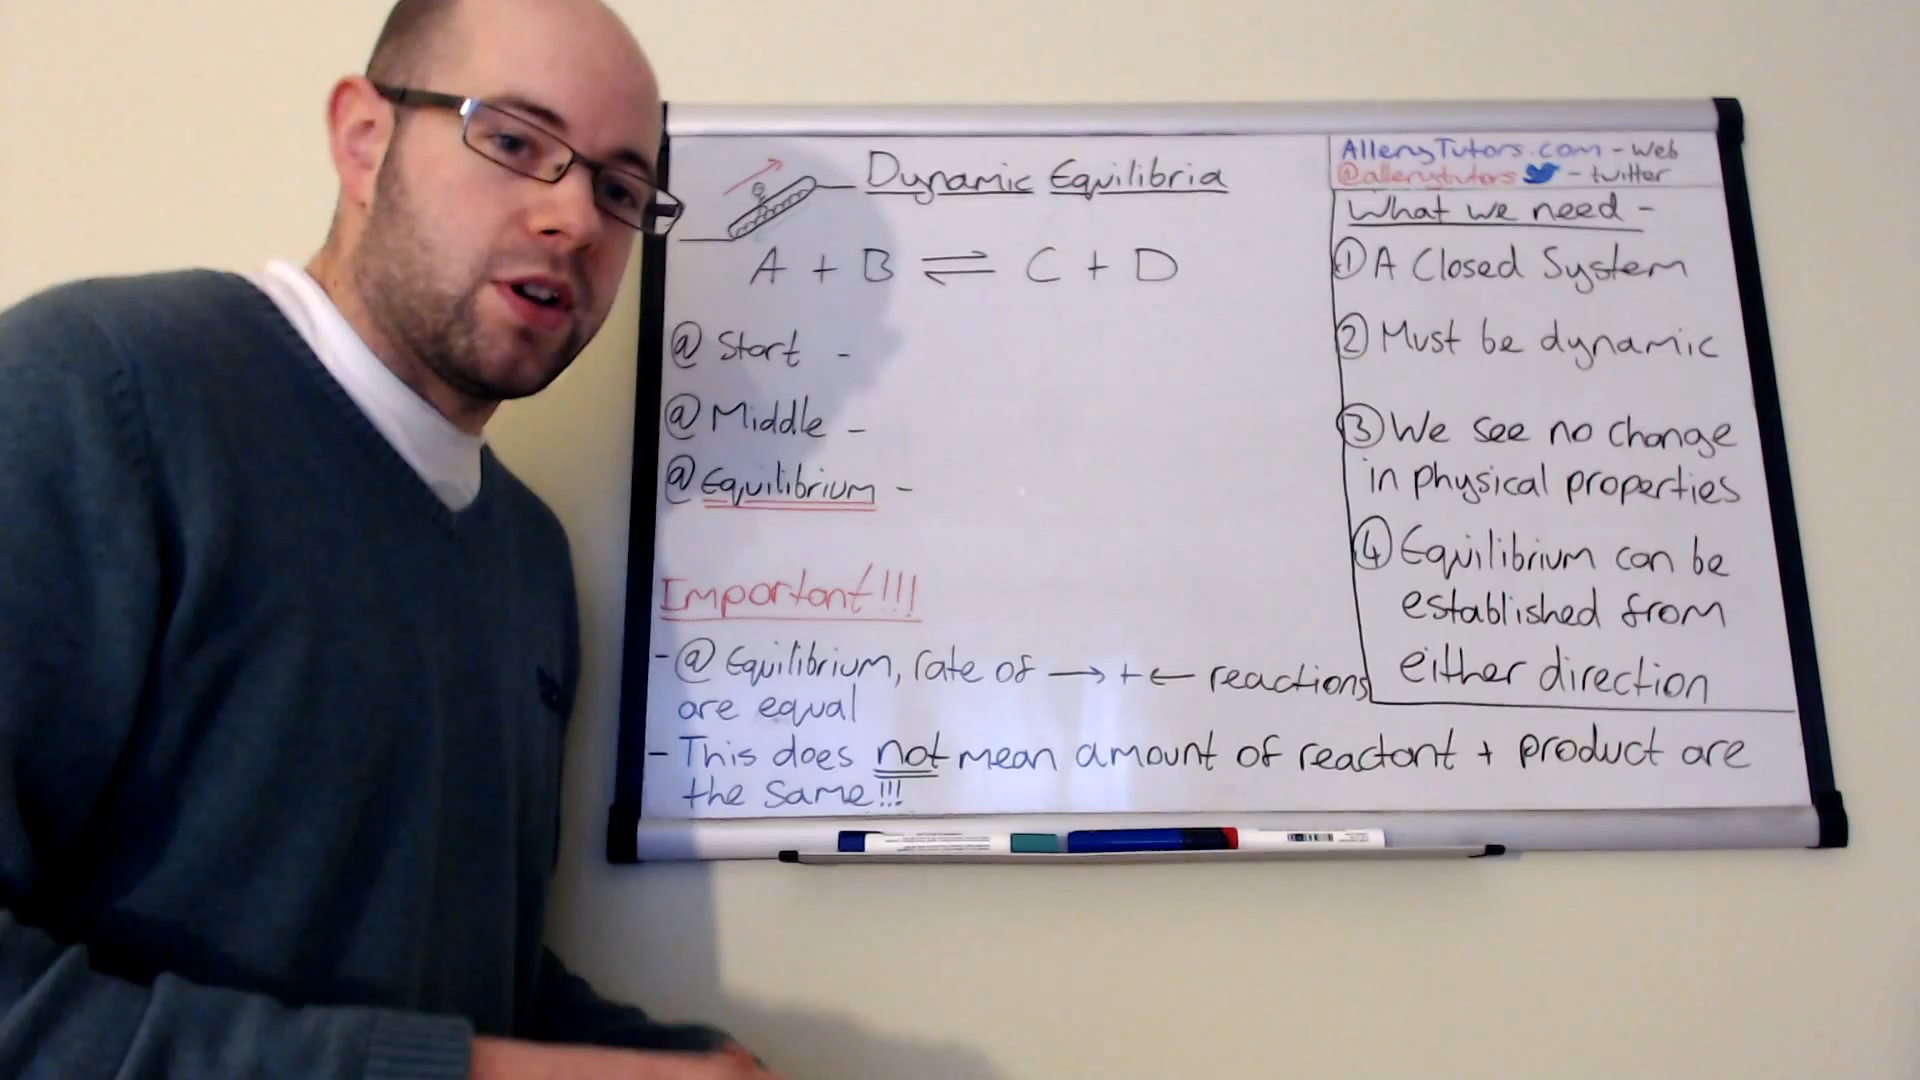 Dynamic Equilibria
A + B ⇌ C + D
@ Start -
@ Middle -
@ Equilibrium -
Important!!!
- @ Equilibrium, rate of → + ← reactions
are equal
- This does not mean amount of reactant + product are
the same!!!
AlleryTutors.com - Web
@allerytutors - twitter
What we need -
① A Closed System
② Must be dynamic
③ We see no change
in physical properties
④ Equilibrium can be
established from
either direction